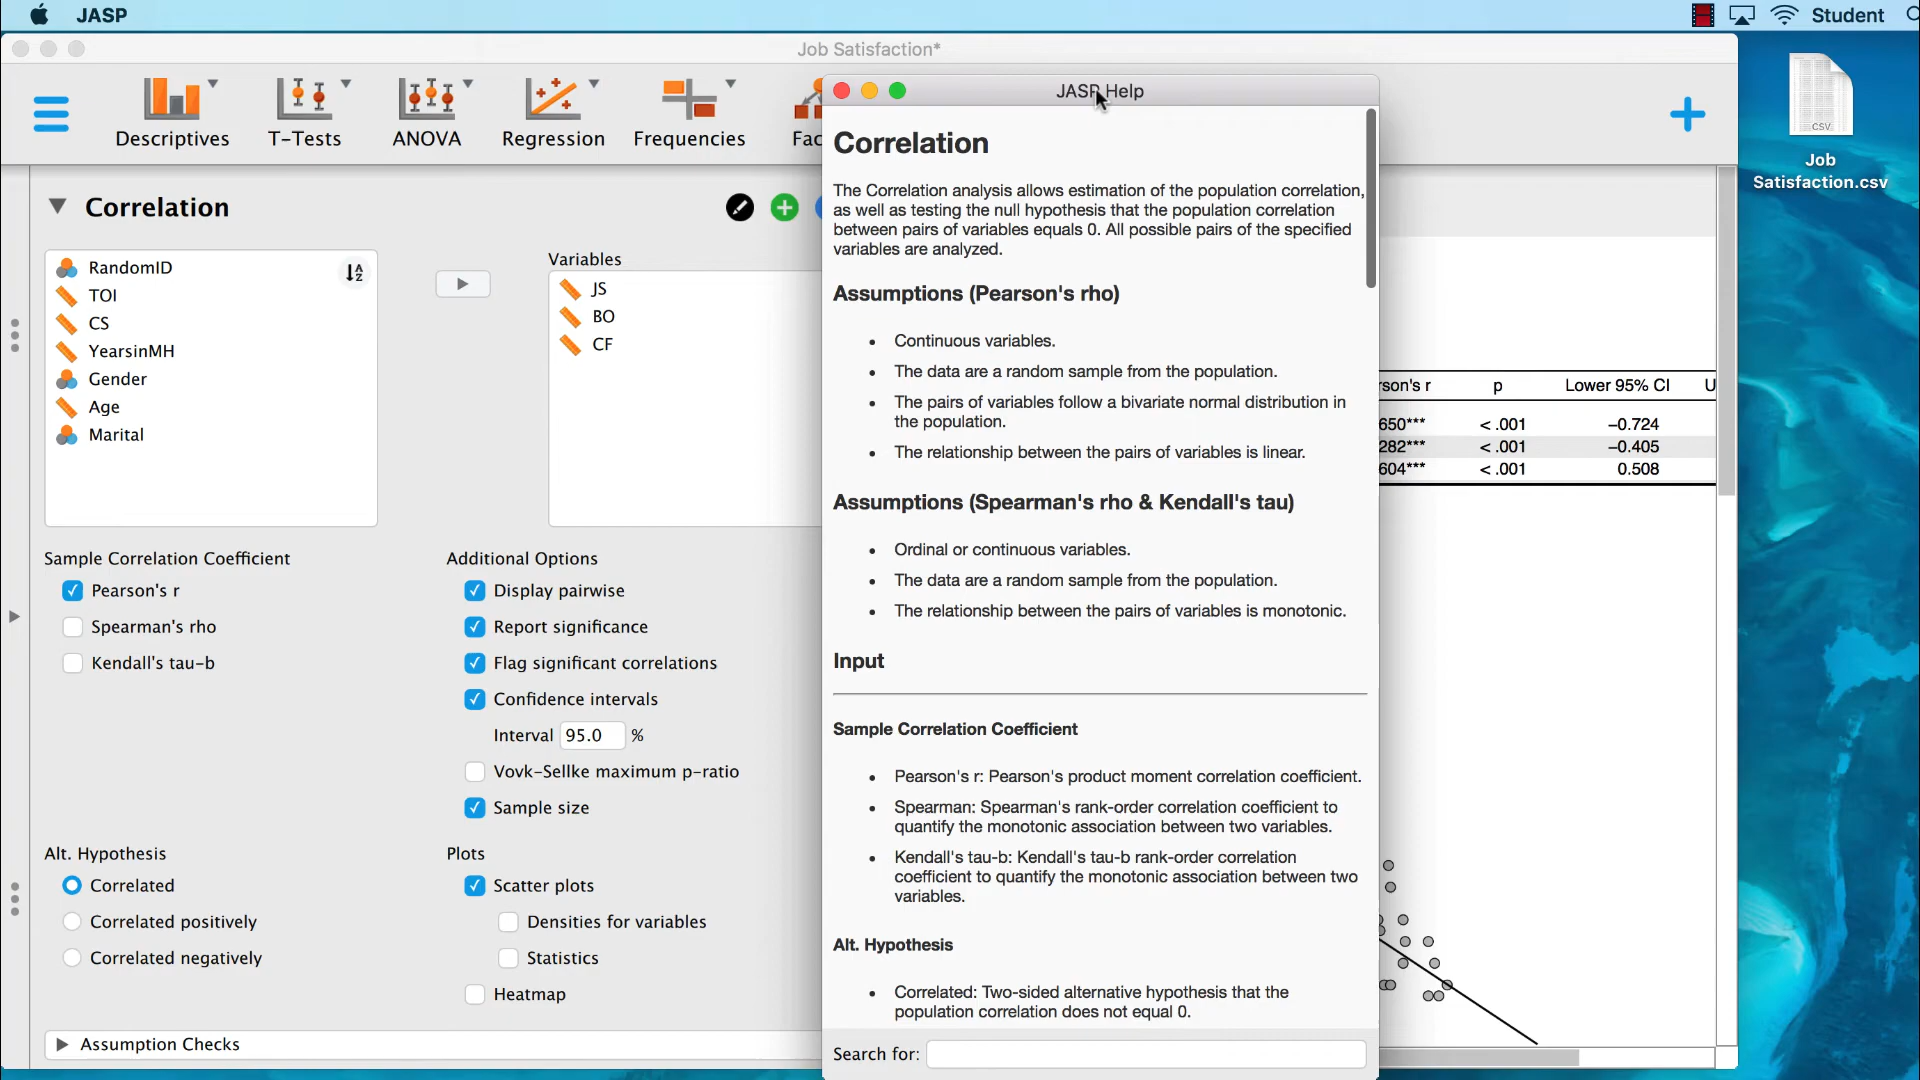 JASP
Student
Job Satisfaction*
Descriptives
T-Tests
ANOVA
Regression
Frequencies
Fac
JASP Help
CSV
Job
Satisfaction.csv
Correlation
RandomID
TOI
CS
YearsinMH
Gender
Age
Marital
Variables
JS
BO
CF
Sample Correlation Coefficient
Pearson's r
Spearman's rho
Kendall's tau-b
Additional Options
Display pairwise
Report significance
Flag significant correlations
Confidence intervals
Interval 95.0 %
Vovk-Sellke maximum p-ratio
Sample size
Alt. Hypothesis
Correlated
Correlated positively
Correlated negatively
Plots
Scatter plots
Densities for variables
Statistics
Heatmap
Assumption Checks
Correlation
The Correlation analysis allows estimation of the population correlation,
as well as testing the null hypothesis that the population correlation
between pairs of variables equals 0. All possible pairs of the specified
variables are analyzed.
Assumptions (Pearson's rho)
• Continuous variables.
• The data are a random sample from the population.
• The pairs of variables follow a bivariate normal distribution in
the population.
• The relationship between the pairs of variables is linear.
Assumptions (Spearman's rho & Kendall's tau)
• Ordinal or continuous variables.
• The data are a random sample from the population.
• The relationship between the pairs of variables is monotonic.
Input
Sample Correlation Coefficient
• Pearson's r: Pearson's product moment correlation coefficient.
• Spearman: Spearman's rank-order correlation coefficient to
quantify the monotonic association between two variables.
• Kendall's tau-b: Kendall's tau-b rank-order correlation
coefficient to quantify the monotonic association between two
variables.
Alt. Hypothesis
• Correlated: Two-sided alternative hypothesis that the
population correlation does not equal 0.
Search for:
rson's r p Lower 95% CI U
650*** < .001 −0.724
282*** < .001 −0.405
604*** < .001 0.508